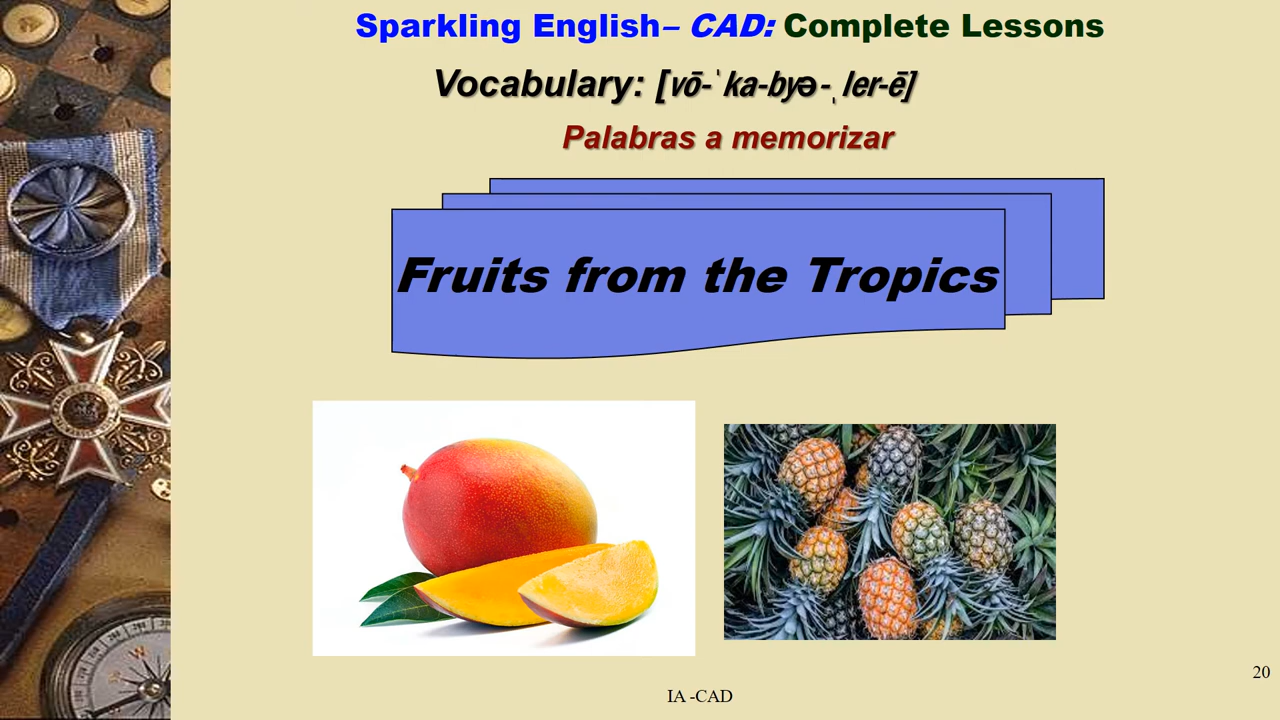 Sparkling English– CAD: Complete Lessons
Vocabulary: [vō-ˈka-byə-ˌler-ē]
Palabras a memorizar
Fruits from the Tropics
20
IA -CAD